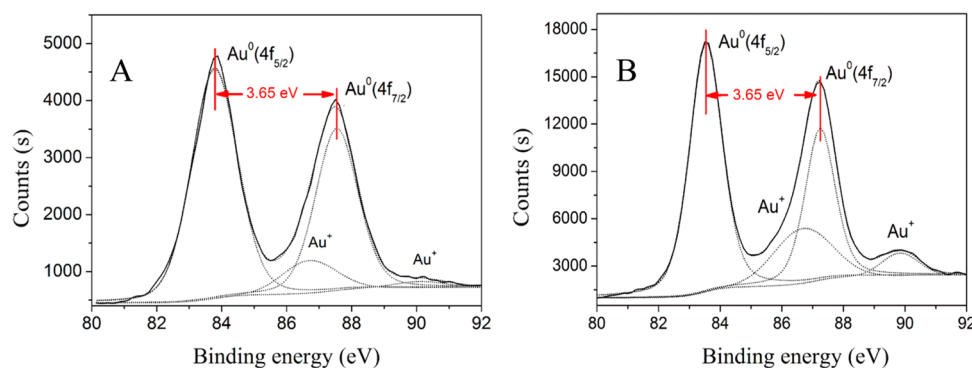 A
Au⁰(4f₅/₂)
Au⁰(4f₇/₂)
3.65 eV
Au⁺
Au⁺
5000
4000
3000
2000
1000
80 82 84 86 88 90 92
Counts (s)
Binding energy (eV)
B
Au⁰(4f₅/₂)
Au⁰(4f₇/₂)
3.65 eV
Au⁺
Au⁺
18000
15000
12000
9000
6000
3000
80 82 84 86 88 90 92
Counts (s)
Binding energy (eV)